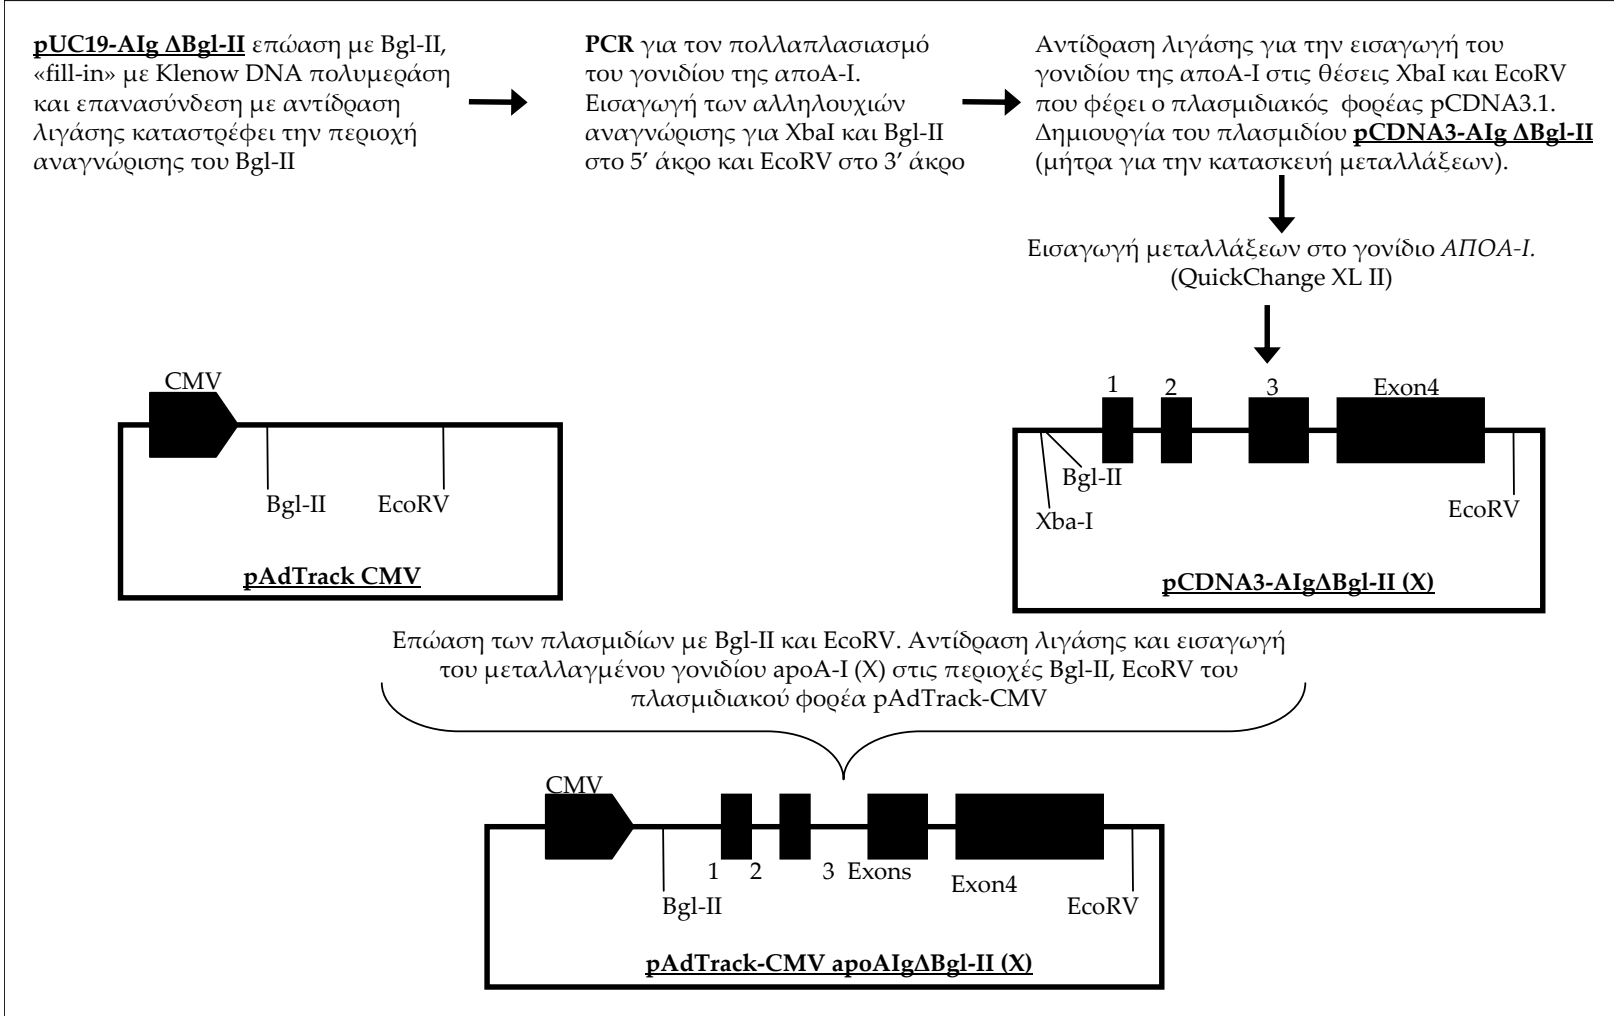 pUC19-AIg ΔBgl-II επώαση με Bgl-II,
«fill-in» με Klenow DNA πολυμεράση
και επανασύνδεση με αντίδραση
λιγάσης καταστρέφει την περιοχή
αναγνώρισης του Bgl-II
PCR για τον πολλαπλασιασμό
του γονιδίου της αποΑ-Ι.
Εισαγωγή των αλληλουχιών
αναγνώρισης για XbaI και Bgl-II
στο 5’ άκρο και EcoRV στο 3’ άκρο
Αντίδραση λιγάσης για την εισαγωγή του
γονιδίου της αποΑ-Ι στις θέσεις XbaI και EcoRV
που φέρει ο πλασμιδιακός φορέας pCDNA3.1.
Δημιουργία του πλασμιδίου pCDNA3-AIg ΔBgl-II
(μήτρα για την κατασκευή μεταλλάξεων).
Εισαγωγή μεταλλάξεων στο γονίδιο ΑΠΟΑ-Ι.
(QuickChange XL II)
CMV
Bgl-II
EcoRV
pAdTrack CMV
1
2
3
Exon4
Bgl-II
Xba-I
EcoRV
pCDNA3-AIgΔBgl-II (X)
Επώαση των πλασμιδίων με Bgl-II και EcoRV. Αντίδραση λιγάσης και εισαγωγή
του μεταλλαγμένου γονιδίου apoA-I (X) στις περιοχές Bgl-II, EcoRV του
πλασμιδιακού φορέα pAdTrack-CMV
CMV
1
2
3 Exons
Exon4
Bgl-II
EcoRV
pAdTrack-CMV apoAIgΔBgl-II (X)